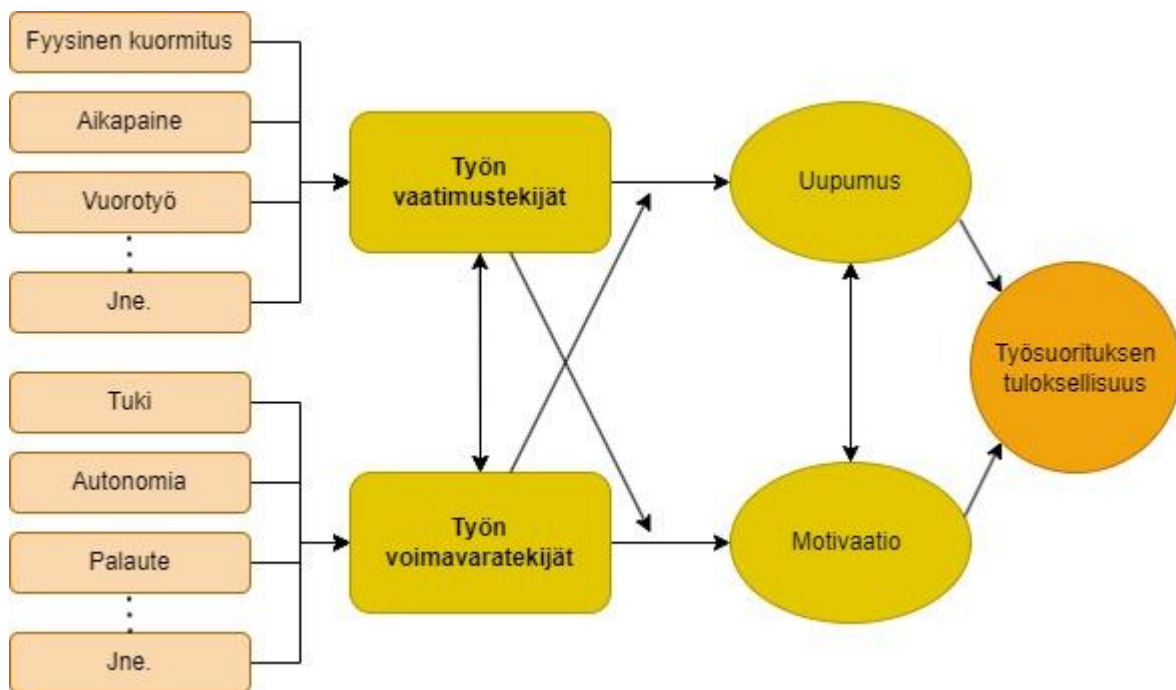 Fyysinen kuormitus
Aikapaine
Vuorotyö
Jne.
Tuki
Autonomia
Palaute
Jne.
Työn
vaatimustekijät
Työn
voimavaratekijät
Uupumus
Motivaatio
Työsuorituksen
tuloksellisuus